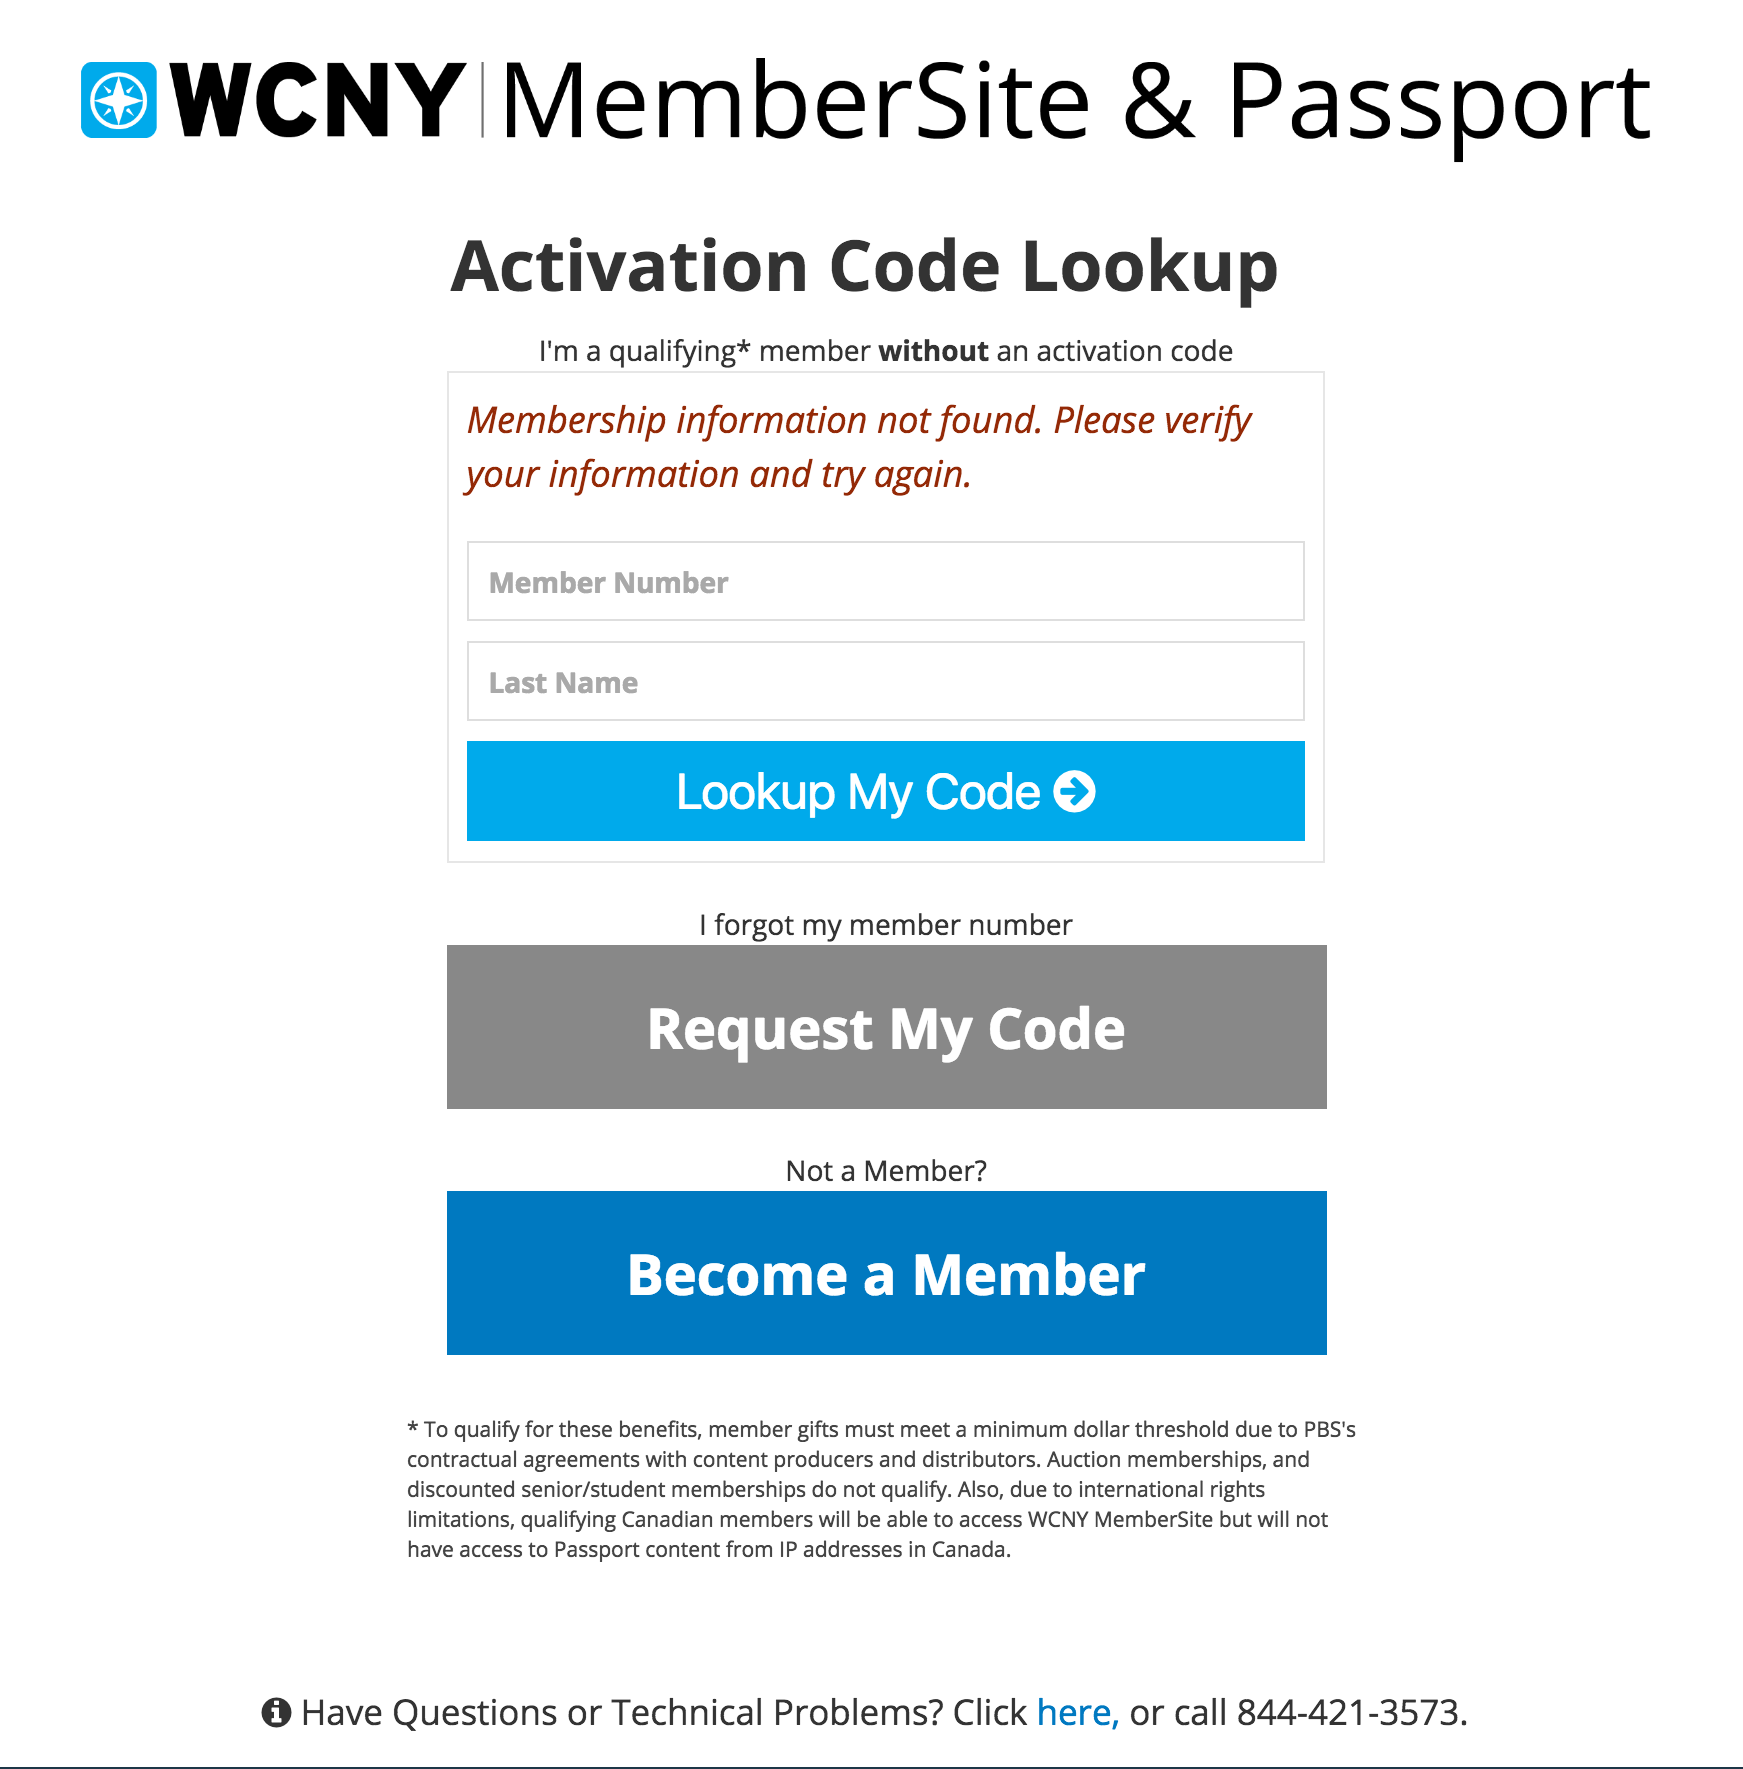 WCNY MemberSite & Passport
Activation Code Lookup
I'm a qualifying* member without an activation code
Membership information not found. Please verify
your information and try again.
Member Number
Last Name
Lookup My Code
I forgot my member number
Request My Code
Not a Member?
Become a Member
* To qualify for these benefits, member gifts must meet a minimum dollar threshold due to PBS's
contractual agreements with content producers and distributors. Auction memberships, and
discounted senior/student memberships do not qualify. Also, due to international rights
limitations, qualifying Canadian members will be able to access WCNY MemberSite but will not
have access to Passport content from IP addresses in Canada.
Have Questions or Technical Problems? Click here, or call 844-421-3573.